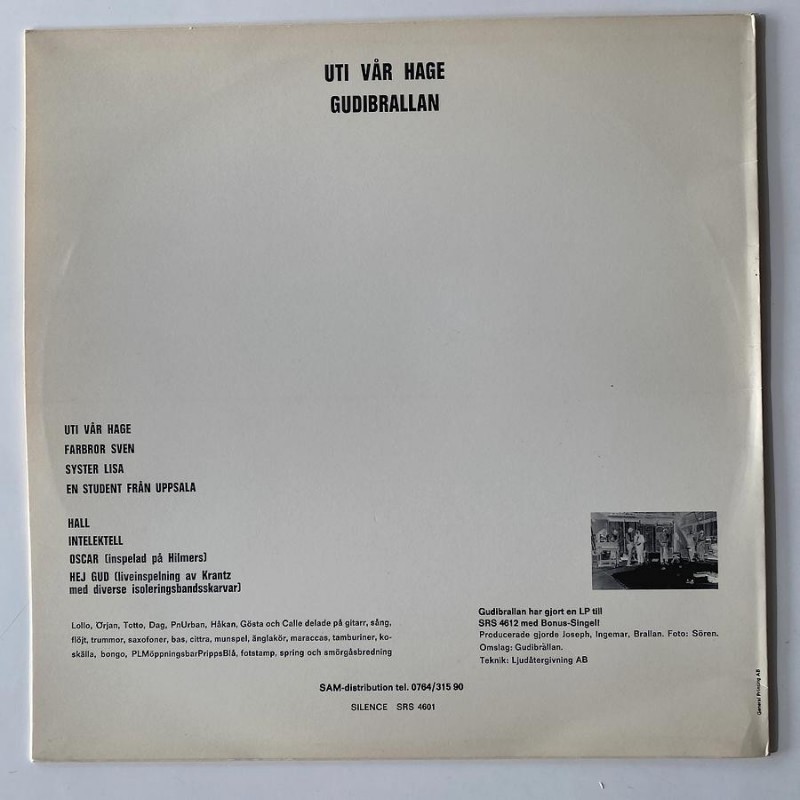 UTI VÅR HAGE
GUDIBRALLAN
UTI VÅR HAGE
FARBROR SVEN
SYSTER LISA
EN STUDENT FRÅN UPPSALA
HALL
INTELEKTELL
OSCAR (inspelad på Hilmers)
HEJ GUD (liveinspelning av Krantz
med diverse isoleringsbandsskarvar)
Lollo, Örjan, Totto, Dag, PnUrban, Håkan, Gösta och Calle delade på gitarr, sång,
flöjt, trummor, saxofoner, bas, cittra, munspel, änglakör, maraccas, tamburiner, ko-
skälla, bongo, PLMöppningsbarPrippsBlå, fotstamp, spring och smörgåsbredning
Gudibrallan har gjort en LP till
SRS 4612 med Bonus-Singel!
Producerade gjorde Joseph, Ingemar, Brallan. Foto: Sören.
Omslag: Gudibrallan.
Teknik: Ljudåtergivning AB
SAM-distribution tel. 0764/315 90
SILENCE SRS 4601
General Printing AB